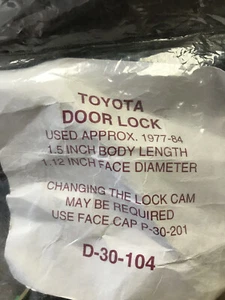 TOYOTA
DOOR LOCK
USED APPROX. 1977-84
1.5 INCH BODY LENGTH
1.12 INCH FACE DIAMETER
CHANGING THE LOCK CAM
MAY BE REQUIRED
USE FACE CAP P-30-201
D-30-104